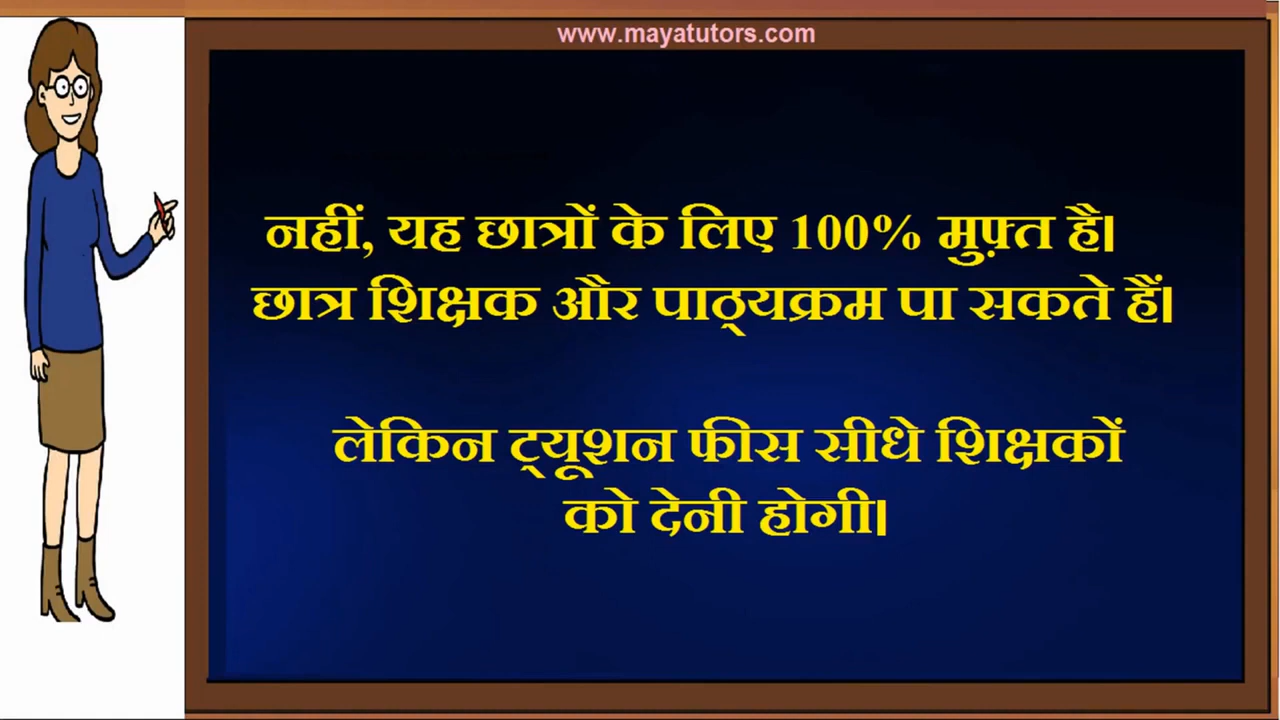 www.mayatutors.com
नहीं, यह छात्रों के लिए 100% मुफ़्त है।
छात्र शिक्षक और पाठ्यक्रम पा सकते हैं।
लेकिन ट्यूशन फीस सीधे शिक्षकों
को देनी होगी।